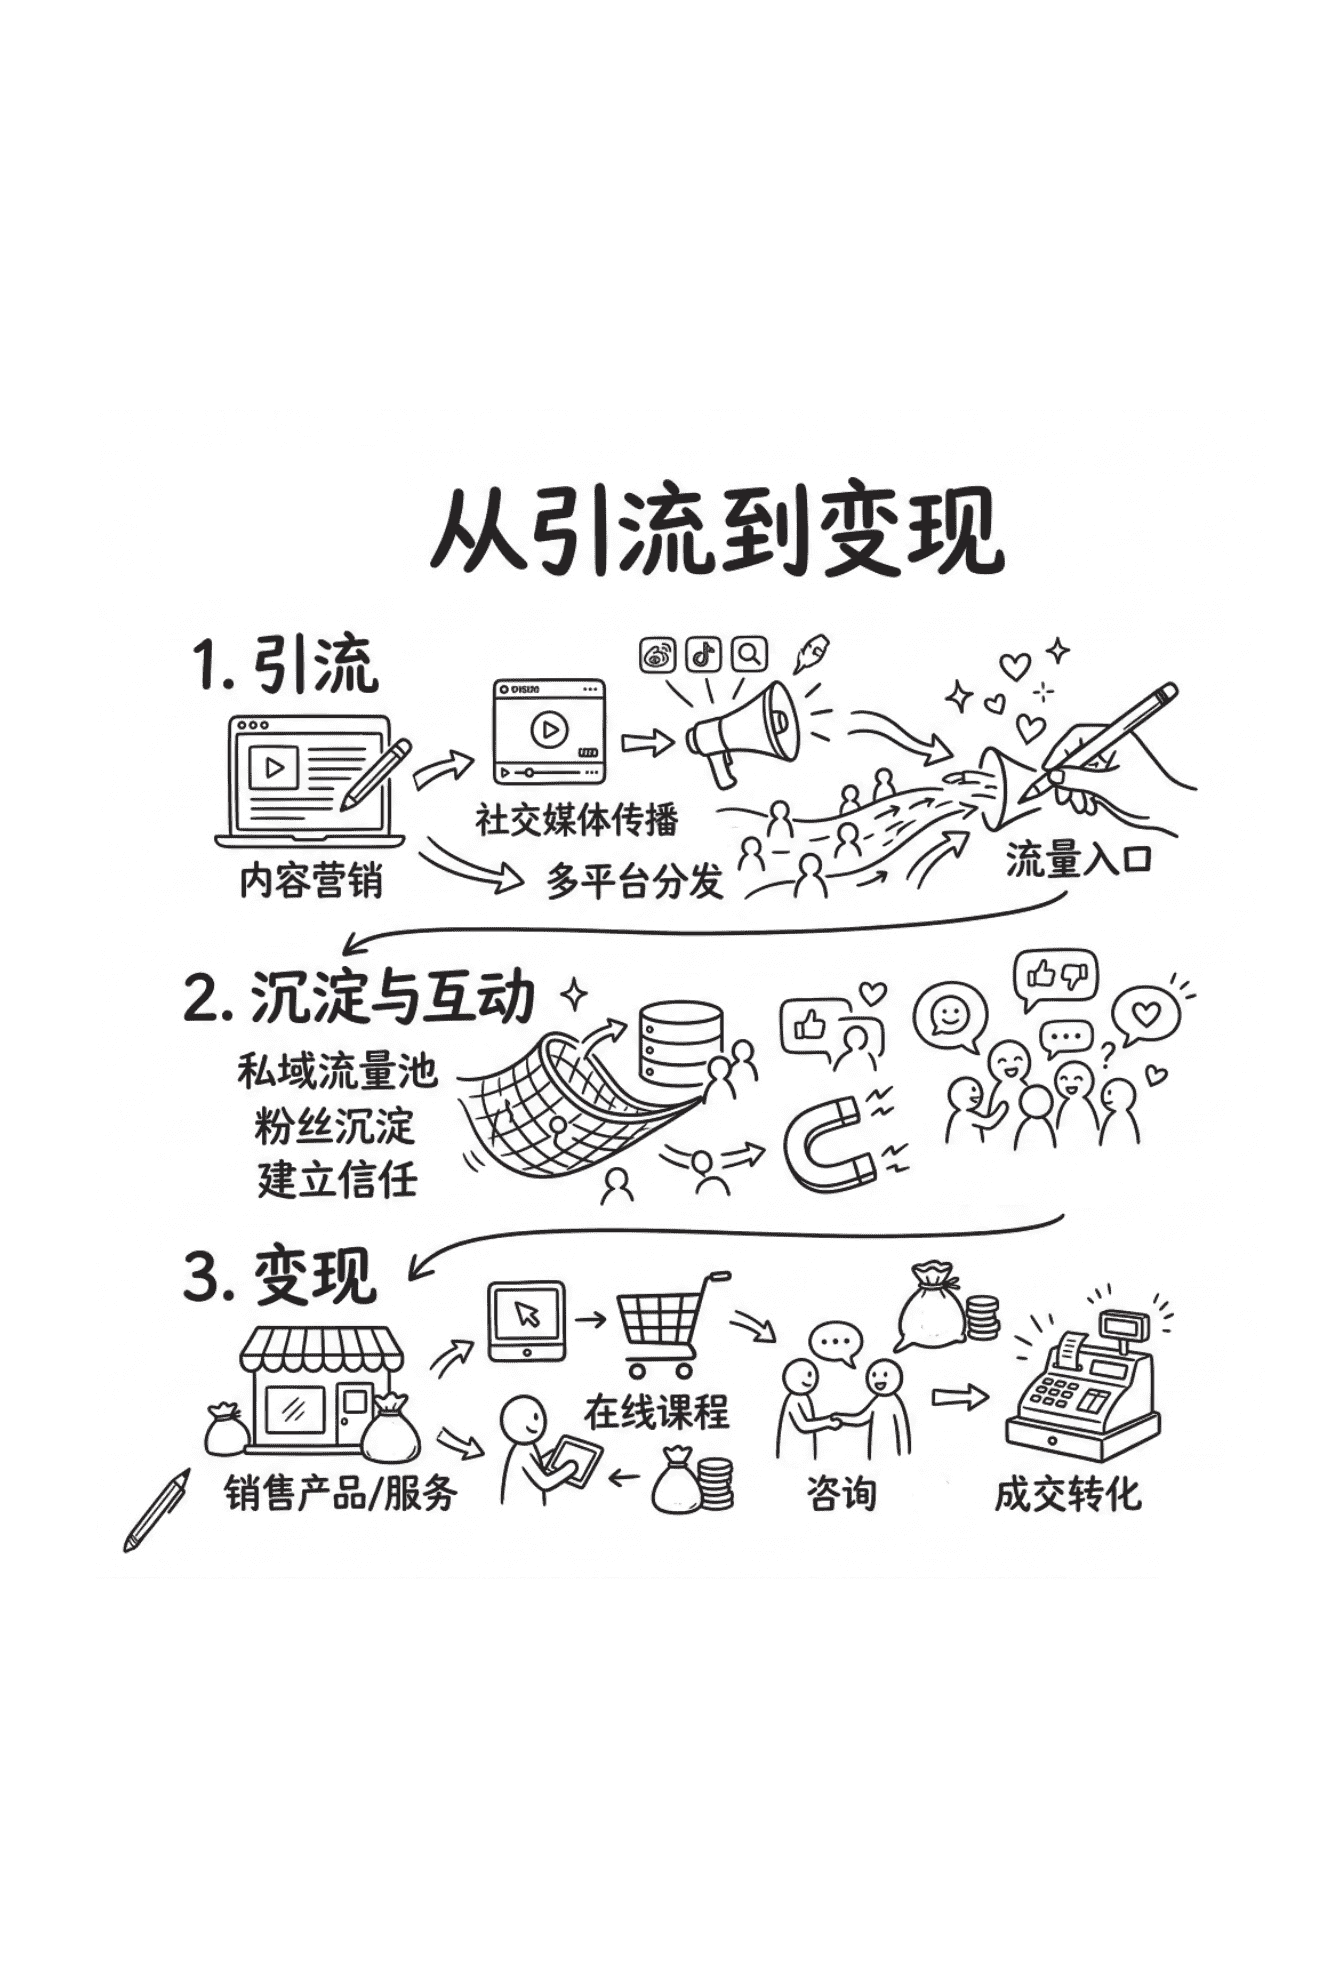 从引流到变现
1. 引流
社交媒体传播
内容营销
多平台分发
流量入口
2. 沉淀与互动
私域流量池
粉丝沉淀
建立信任
3. 变现
在线课程
销售产品/服务
咨询
成交转化